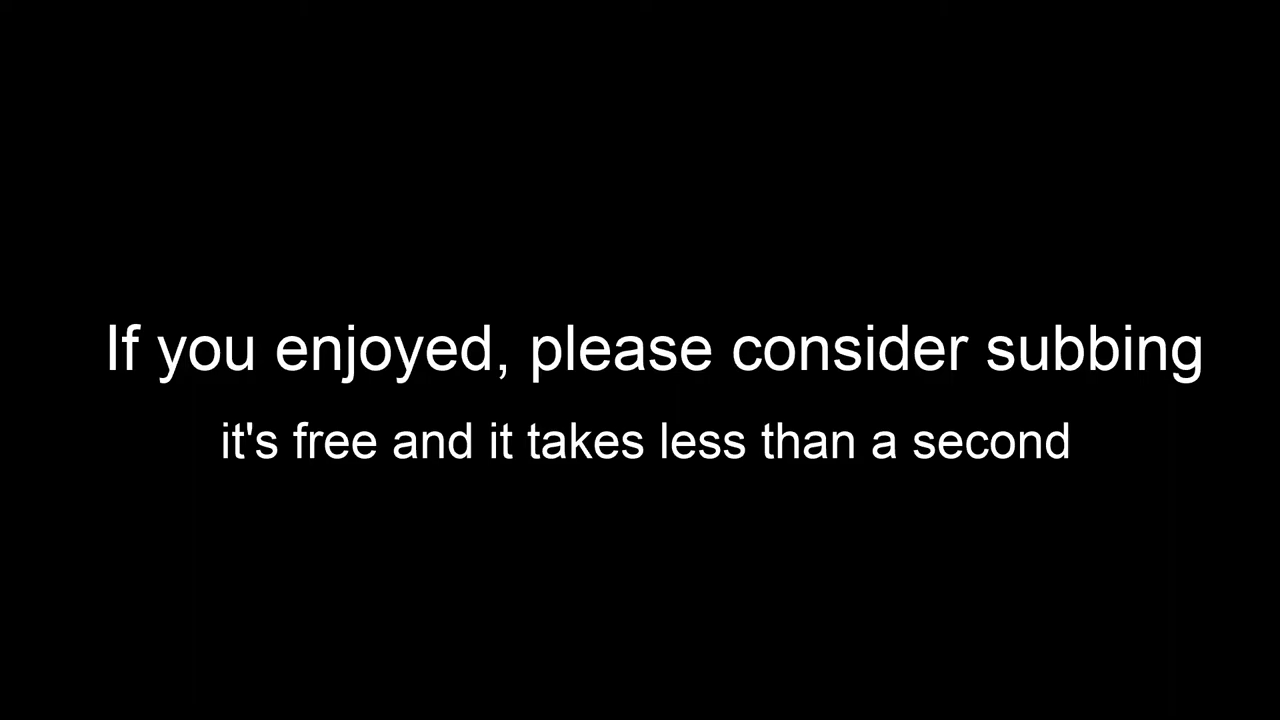 If you enjoyed, please consider subbing
it's free and it takes less than a second